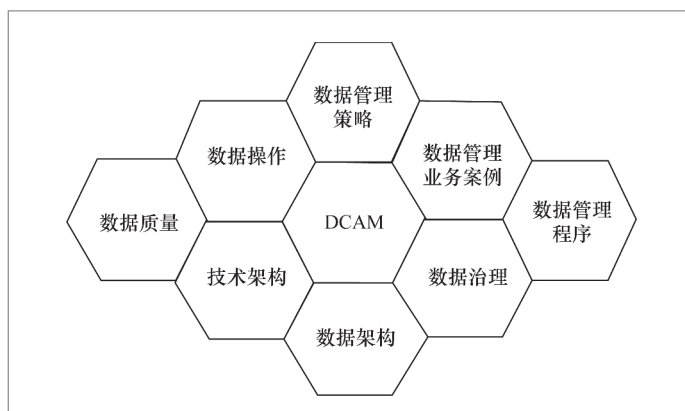 数据管理
策略
数据操作
数据管理
业务案例
数据质量
DCAM
数据管理
程序
技术架构
数据治理
数据架构